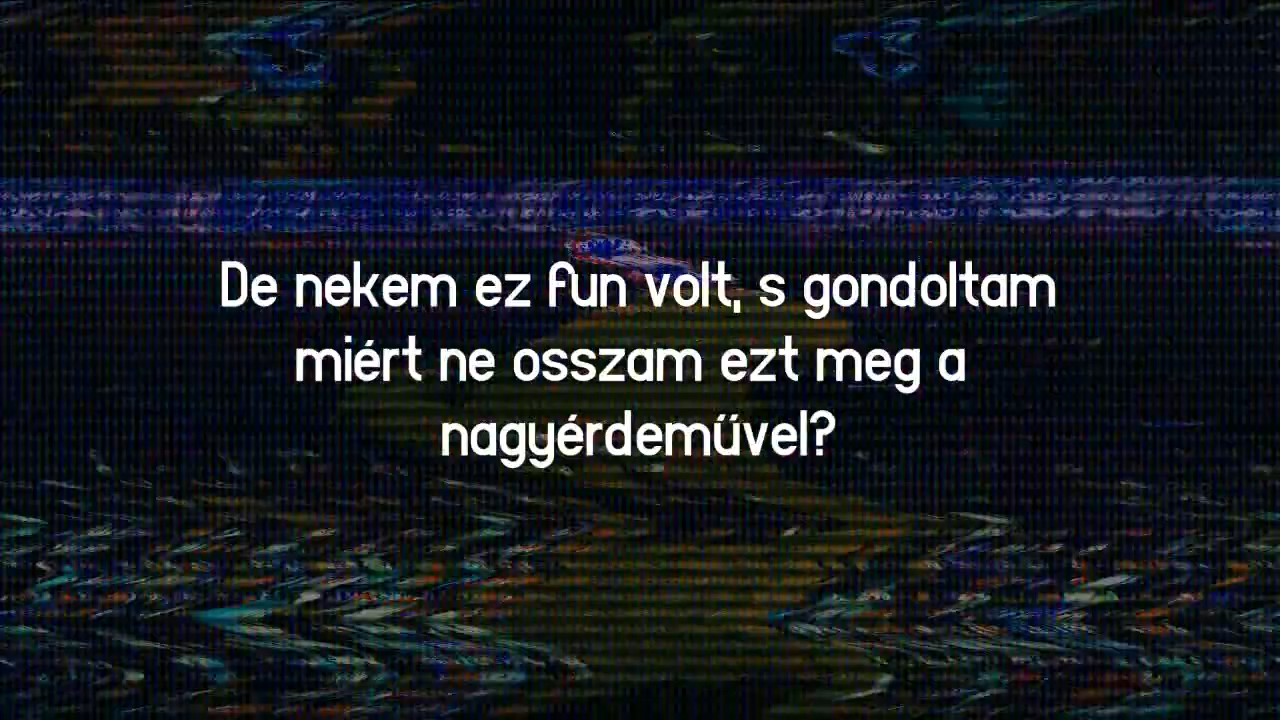 De nekem ez fun volt, s gondoltam
miért ne osszam ezt meg a
nagyérdeművel?